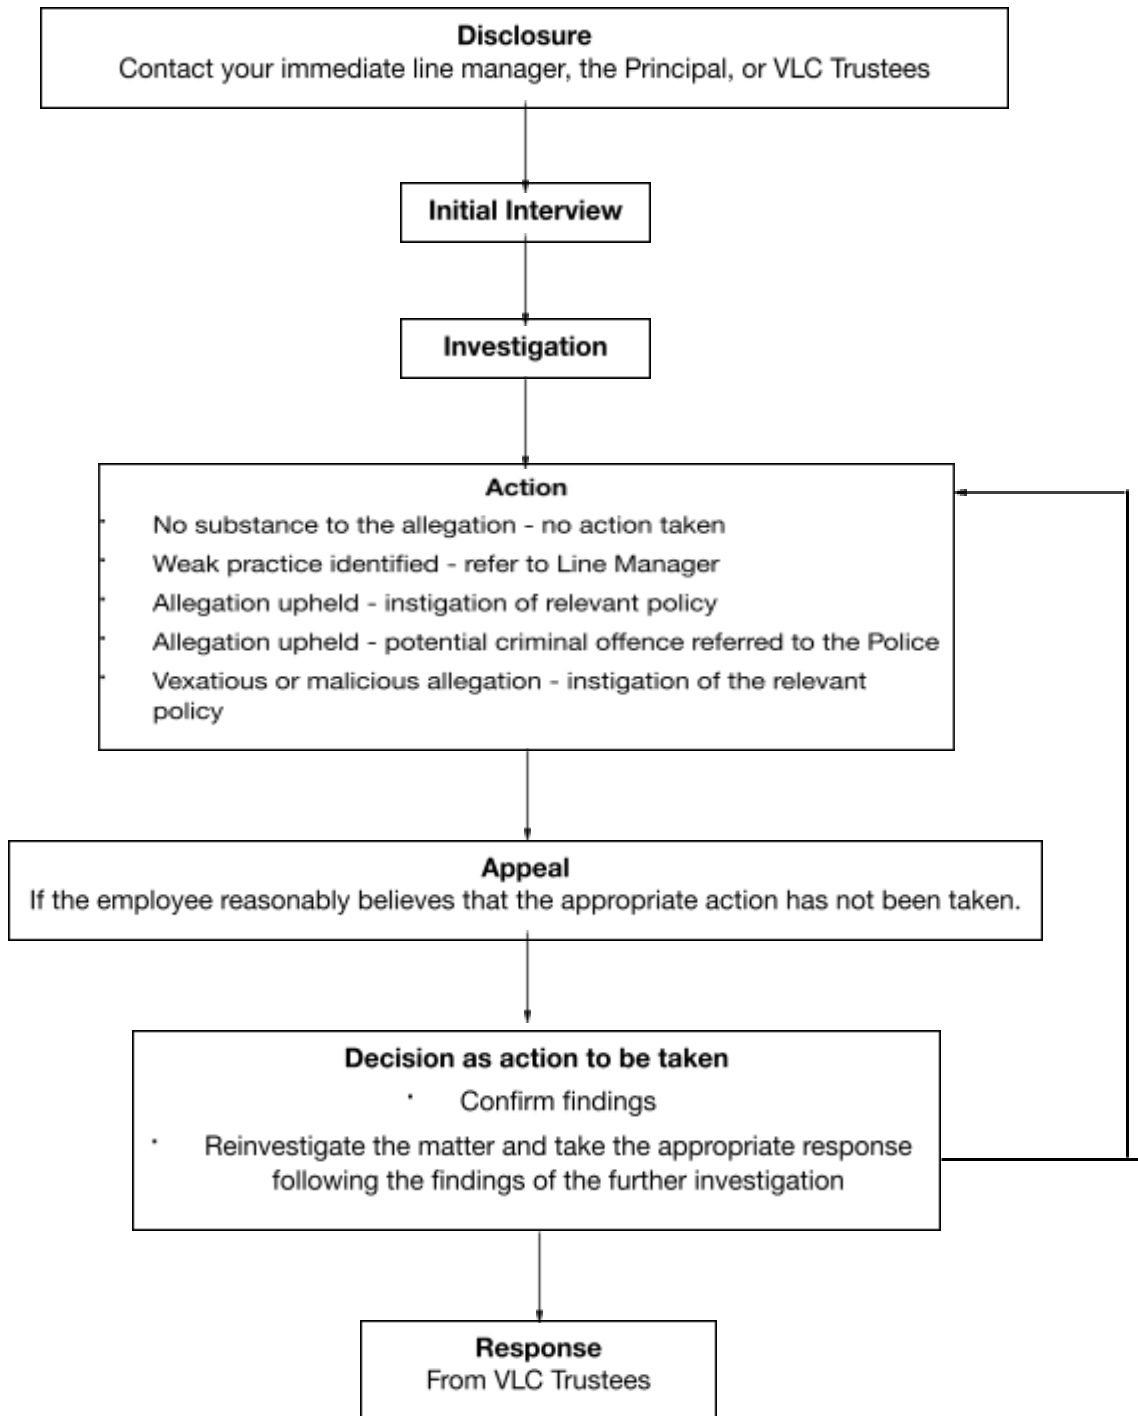 Disclosure
Contact your immediate line manager, the Principal, or VLC Trustees
Initial Interview
Investigation
Action
· No substance to the allegation - no action taken
· Weak practice identified - refer to Line Manager
· Allegation upheld - instigation of relevant policy
· Allegation upheld - potential criminal offence referred to the Police
· Vexatious or malicious allegation - instigation of the relevant
policy
Appeal
If the employee reasonably believes that the appropriate action has not been taken.
Decision as action to be taken
· Confirm findings
· Reinvestigate the matter and take the appropriate response
following the findings of the further investigation
Response
From VLC Trustees